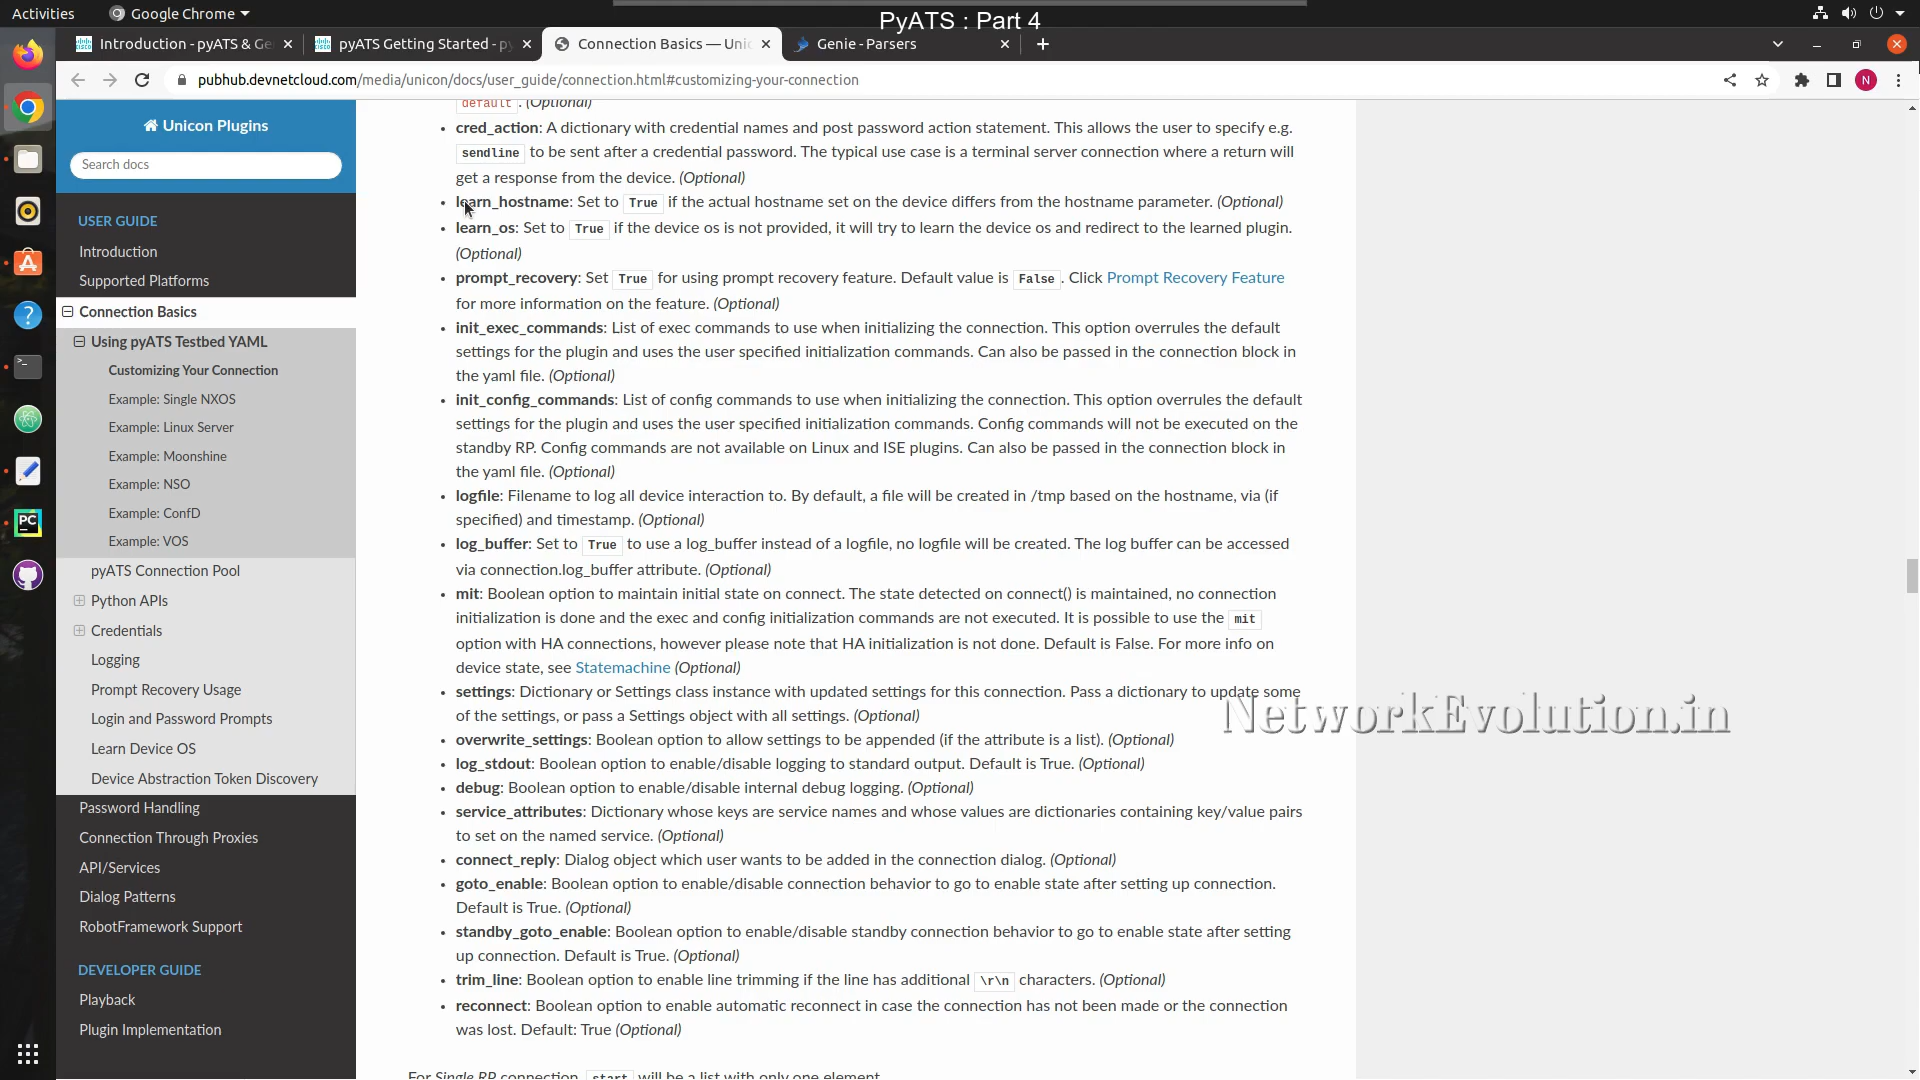 Activities
Google Chrome
PyATS : Part 4
Introduction - pyATS & Ge
pyATS Getting Started - py
Connection Basics — Unic
Genie - Parsers
pubhub.devnetcloud.com/media/unicon/docs/user_guide/connection.html#customizing-your-connection
N
Unicon Plugins
Search docs
USER GUIDE
Introduction
Supported Platforms
Connection Basics
Using pyATS Testbed YAML
Customizing Your Connection
Example: Single NXOS
Example: Linux Server
Example: Moonshine
Example: NSO
Example: ConfD
Example: VOS
pyATS Connection Pool
Python APIs
Credentials
Logging
Prompt Recovery Usage
Login and Password Prompts
Learn Device OS
Device Abstraction Token Discovery
Password Handling
Connection Through Proxies
API/Services
Dialog Patterns
RobotFramework Support
DEVELOPER GUIDE
Playback
Plugin Implementation
default . (Optional)
cred_action: A dictionary with credential names and post password action statement. This allows the user to specify e.g.
sendline to be sent after a credential password. The typical use case is a terminal server connection where a return will
get a response from the device. (Optional)
learn_hostname: Set to True if the actual hostname set on the device differs from the hostname parameter. (Optional)
learn_os: Set to True if the device os is not provided, it will try to learn the device os and redirect to the learned plugin.
(Optional)
prompt_recovery: Set True for using prompt recovery feature. Default value is False . Click Prompt Recovery Feature
for more information on the feature. (Optional)
init_exec_commands: List of exec commands to use when initializing the connection. This option overrules the default
settings for the plugin and uses the user specified initialization commands. Can also be passed in the connection block in
the yaml file. (Optional)
init_config_commands: List of config commands to use when initializing the connection. This option overrules the default
settings for the plugin and uses the user specified initialization commands. Config commands will not be executed on the
standby RP. Config commands are not available on Linux and ISE plugins. Can also be passed in the connection block in
the yaml file. (Optional)
logfile: Filename to log all device interaction to. By default, a file will be created in /tmp based on the hostname, via (if
specified) and timestamp. (Optional)
log_buffer: Set to True to use a log_buffer instead of a logfile, no logfile will be created. The log buffer can be accessed
via connection.log_buffer attribute. (Optional)
mit: Boolean option to maintain initial state on connect. The state detected on connect() is maintained, no connection
initialization is done and the exec and config initialization commands are not executed. It is possible to use the mit
option with HA connections, however please note that HA initialization is not done. Default is False. For more info on
device state, see Statemachine (Optional)
settings: Dictionary or Settings class instance with updated settings for this connection. Pass a dictionary to update some
of the settings, or pass a Settings object with all settings. (Optional)
overwrite_settings: Boolean option to allow settings to be appended (if the attribute is a list). (Optional)
log_stdout: Boolean option to enable/disable logging to standard output. Default is True. (Optional)
debug: Boolean option to enable/disable internal debug logging. (Optional)
service_attributes: Dictionary whose keys are service names and whose values are dictionaries containing key/value pairs
to set on the named service. (Optional)
connect_reply: Dialog object which user wants to be added in the connection dialog. (Optional)
goto_enable: Boolean option to enable/disable connection behavior to go to enable state after setting up connection.
Default is True. (Optional)
standby_goto_enable: Boolean option to enable/disable standby connection behavior to go to enable state after setting
up connection. Default is True. (Optional)
trim_line: Boolean option to enable line trimming if the line has additional \r\n characters. (Optional)
reconnect: Boolean option to enable automatic reconnect in case the connection has not been made or the connection
was lost. Default: True (Optional)
For Single RP connection, start will be a list with only one element.
NetworkEvolution.in
PC